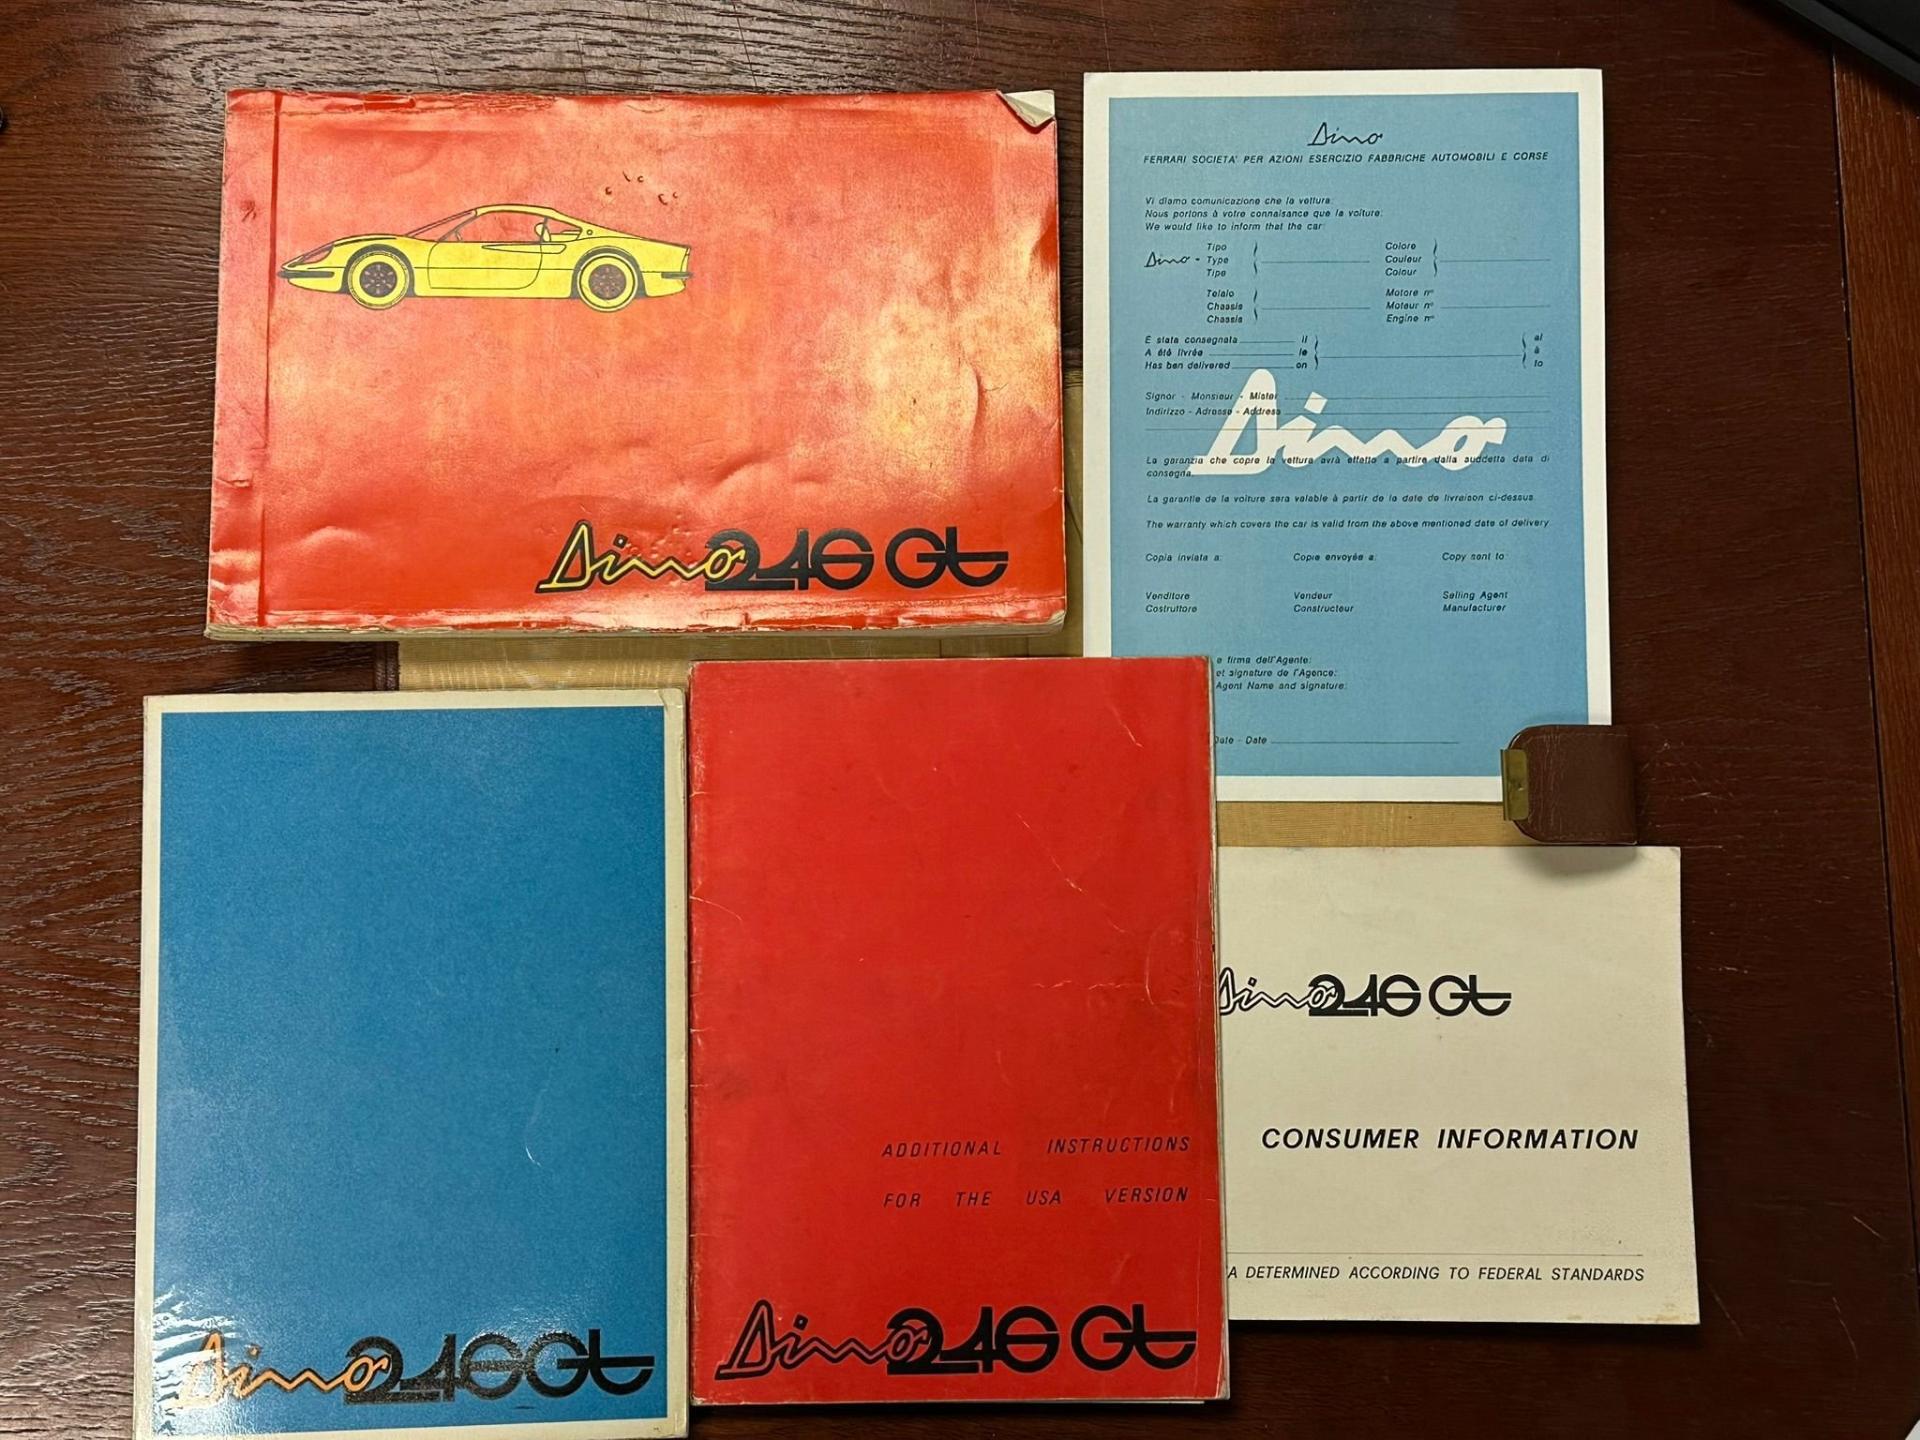 Dino 246 GT
Dino
FERRARI SOCIETA' PER AZIONI ESERCIZIO FABBRICHE AUTOMOBILI E CORSE
Vi diamo comunicazione che la vettura:
Nous portons à votre connaisance que la voiture:
We would like to inform that the car:
Tipo Colore
Dino - Type Couleur
Tipe Colour
Telaio Motore nº
Chassis Moteur nº
Chassis Engine nº
E stata consegnata il al
A été livrée le à
Has ben delivered on to
Signor - Monsieur - Mister
Indirizzo - Adresse - Address
Dino
La garanzia che copre la vettura avrà effetto a partire dalla suddetta data di
consegna.
La garantie de la voiture sera valable à partir de la date de livraison ci-dessus.
The warranty which covers the car is valid from the above mentioned date of delivery
Copia inviata a: Copie envoyée a: Copy sent to:
Venditore Vendeur Selling Agent
Costruttore Constructeur Manufacturer
e firma dell'Agente:
et signature de l'Agence:
Agent Name and signature:
Date - Date
Dino 246 GT
ADDITIONAL INSTRUCTIONS
FOR THE USA VERSION
Dino 246 GT
Dino 246 GT
CONSUMER INFORMATION
A DETERMINED ACCORDING TO FEDERAL STANDARDS